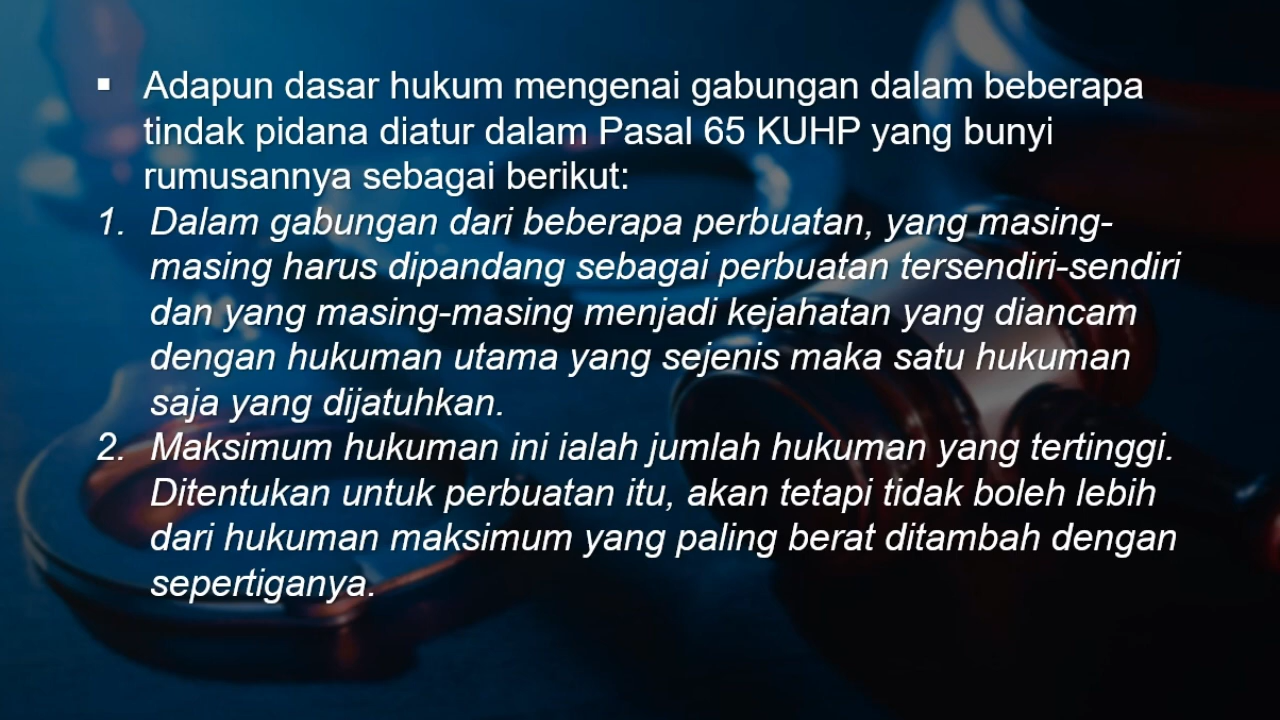 ▪ Adapun dasar hukum mengenai gabungan dalam beberapa
tindak pidana diatur dalam Pasal 65 KUHP yang bunyi
rumusannya sebagai berikut:
1. Dalam gabungan dari beberapa perbuatan, yang masing-
masing harus dipandang sebagai perbuatan tersendiri-sendiri
dan yang masing-masing menjadi kejahatan yang diancam
dengan hukuman utama yang sejenis maka satu hukuman
saja yang dijatuhkan.
2. Maksimum hukuman ini ialah jumlah hukuman yang tertinggi.
Ditentukan untuk perbuatan itu, akan tetapi tidak boleh lebih
dari hukuman maksimum yang paling berat ditambah dengan
sepertiganya.